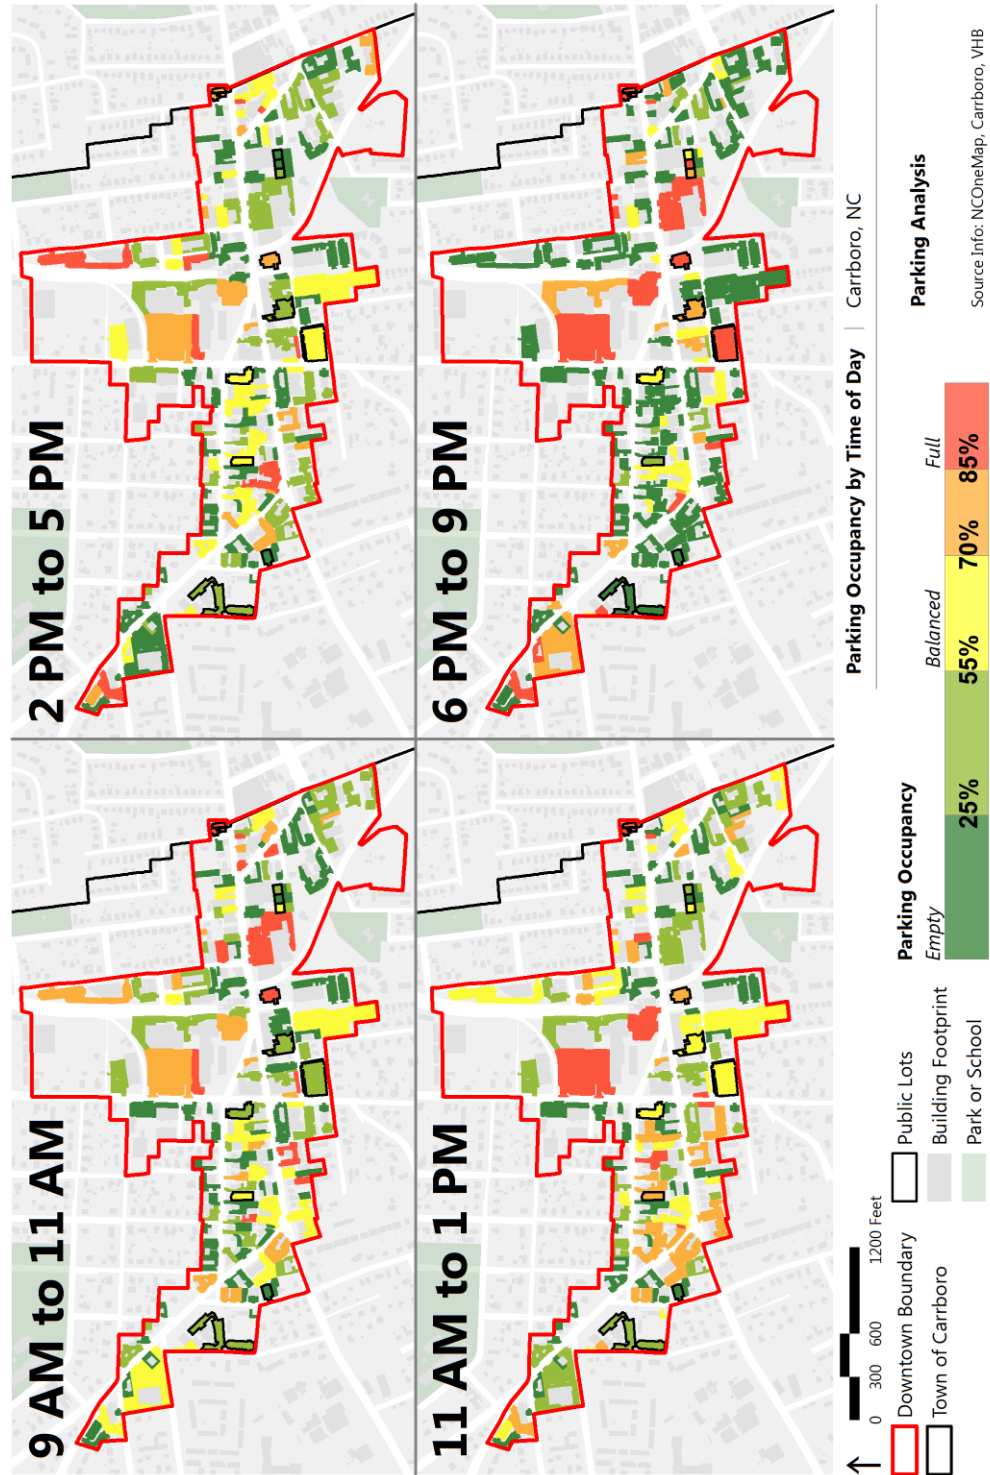 9 AM to 11 AM
2 PM to 5 PM
11 AM to 1 PM
6 PM to 9 PM
0 300 600 1200 Feet
Downtown Boundary
Town of Carrboro
Public Lots
Building Footprint
Park or School
Parking Occupancy by Time of Day | Carrboro, NC
Parking Occupancy
Empty Balanced Full
25% 55% 70% 85%
Parking Analysis
Source Info: NCOneMap, Carrboro, VHB